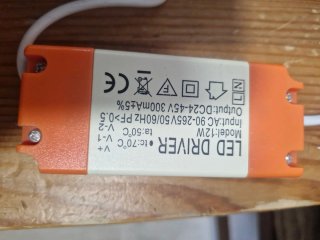 LED DRIVER
Model:12W
Input:AC 90-265V 50/60Hz PF>0.5
Output:DC24-45V 300mA±5%
V+
V-1
V-2
tc:70°C
ta:50°C
L
N
F
CE